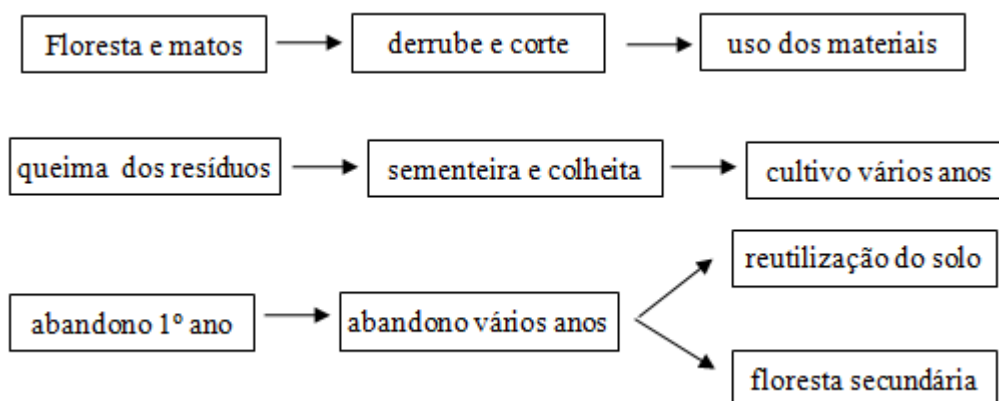 Floresta e matos
derrube e corte
uso dos materiais
queima dos resíduos
sementeira e colheita
cultivo vários anos
abandono 1º ano
abandono vários anos
reutilização do solo
floresta secundária